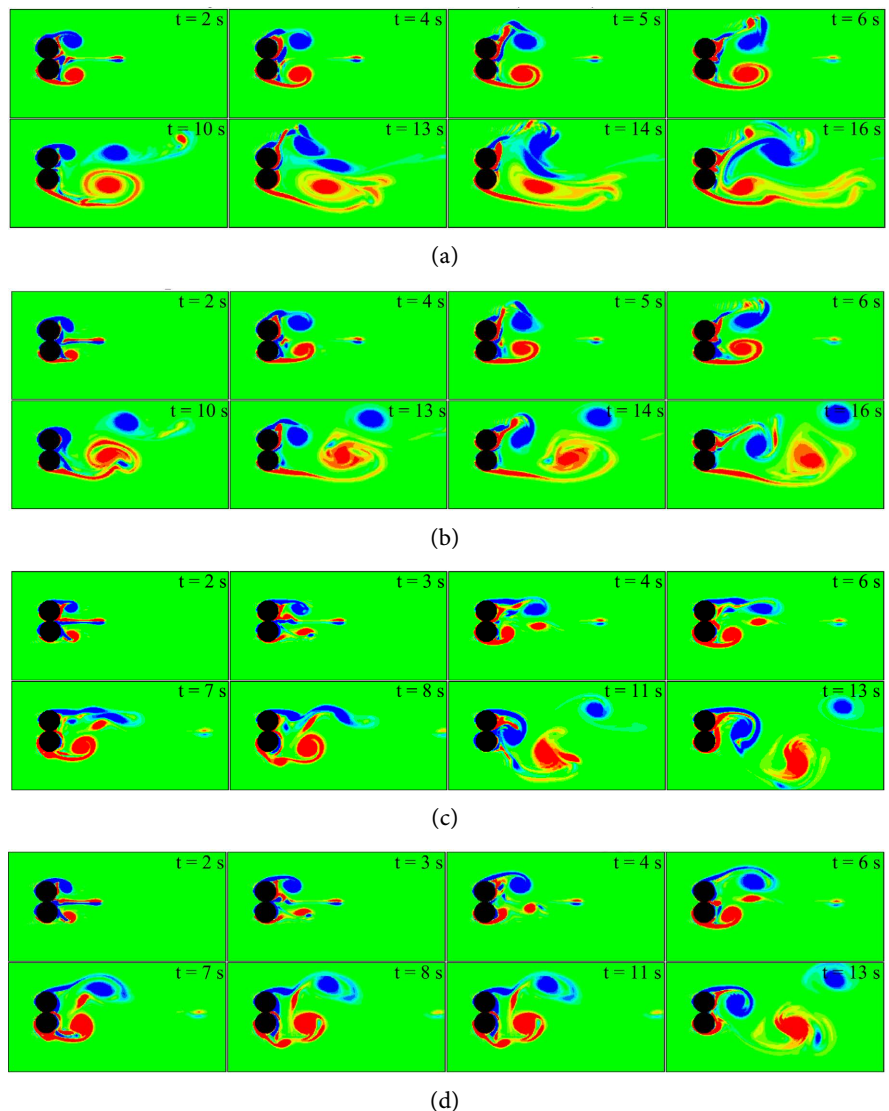 t = 2 s t = 4 s t = 5 s t = 6 s
t = 10 s t = 13 s t = 14 s t = 16 s
(a)
t = 2 s t = 4 s t = 5 s t = 6 s
t = 10 s t = 13 s t = 14 s t = 16 s
(b)
t = 2 s t = 3 s t = 4 s t = 6 s
t = 7 s t = 8 s t = 11 s t = 13 s
(c)
t = 2 s t = 3 s t = 4 s t = 6 s
t = 7 s t = 8 s t = 11 s t = 13 s
(d)